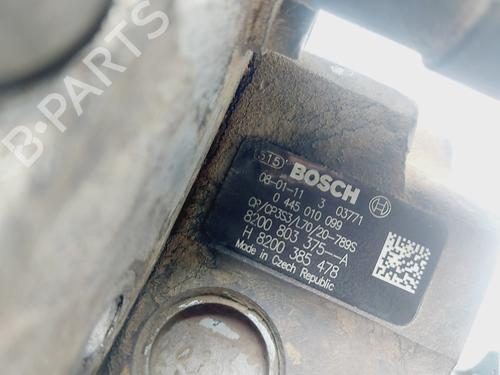 B-PARTS
515 BOSCH
08-01-11 3 03771
0 445 010 099
CP/CP3S3/L70/20-789S
8200 803 375--A
H 8200 385 478
Made in Czech Republic